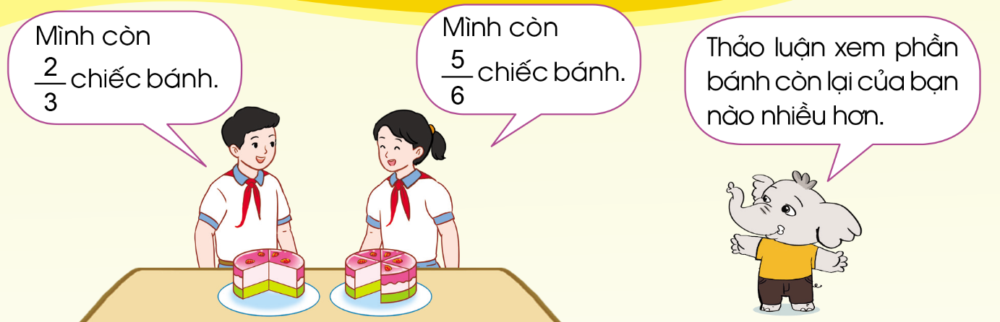 Mình còn
2/3 chiếc bánh.
Mình còn
5/6 chiếc bánh.
Thảo luận xem phần
bánh còn lại của bạn
nào nhiều hơn.